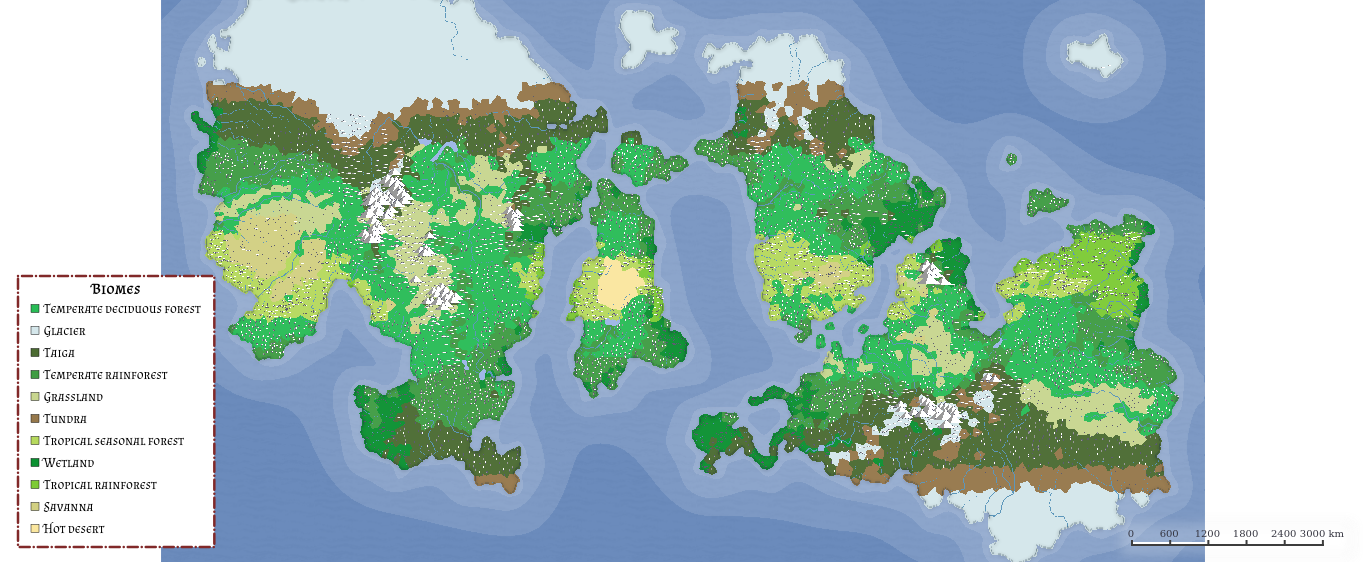 Biomes
Temperate deciduous forest
Glacier
Taiga
Temperate rainforest
Grassland
Tundra
Tropical seasonal forest
Wetland
Tropical rainforest
Savanna
Hot desert
0 600 1200 1800 2400 3000 km